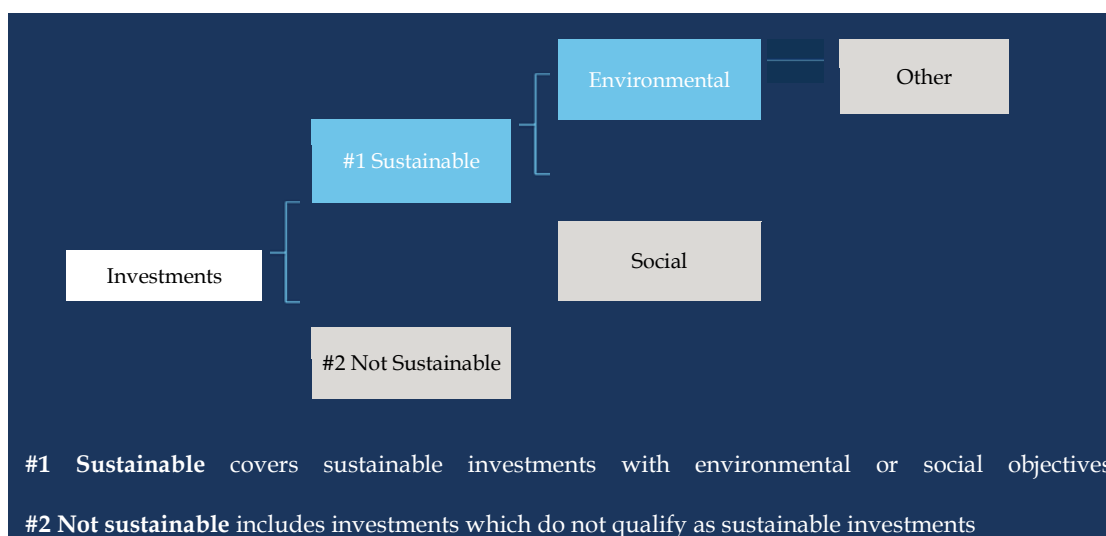 Environmental
Other
#1 Sustainable
Social
Investments
#2 Not Sustainable
#1 Sustainable covers sustainable investments with environmental or social objectives
#2 Not sustainable includes investments which do not qualify as sustainable investments